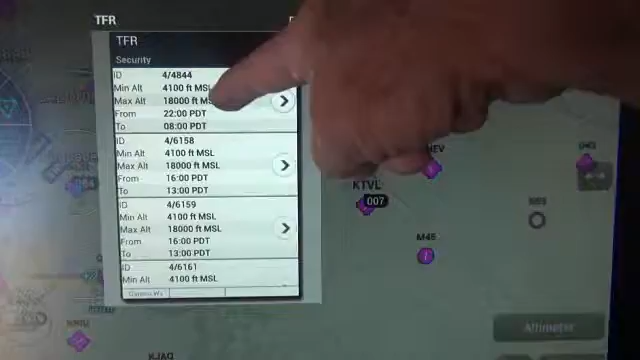 TFR
TFR
Security
ID 4/4844
Min Alt 4100 ft MSL
Max Alt 18000 ft MS
From 22:00 PDT
To 08:00 PDT
ID 4/6158
Min Alt 4100 ft MSL
Max Alt 18000 ft MSL
From 16:00 PDT
To 13:00 PDT
ID 4/6159
Min Alt 4100 ft MSL
Max Alt 18000 ft MSL
From 16:00 PDT
To 13:00 PDT
ID 4/6161
Min Alt 4100 ft MSL
KTVL
007
M45
Altimeter
KJAQ